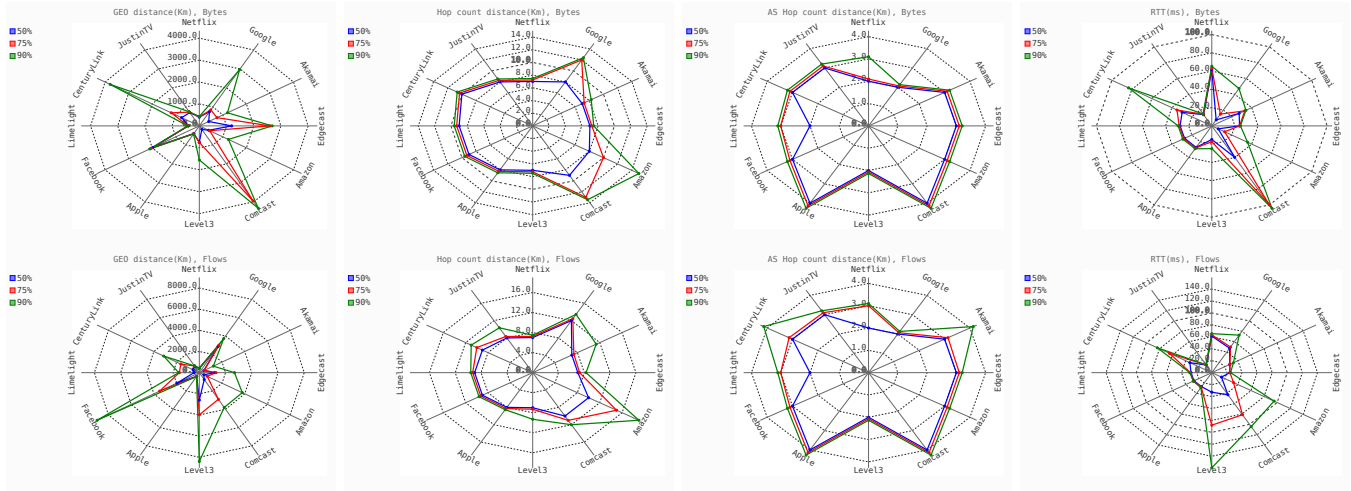 GEO distance(Km), Bytes
50%
75%
90%
Netflix
Google
Akamai
Edgecast
Amazon
Comcast
Level3
Apple
Facebook
Limelight
CenturyLink
JustinTV
4000.0
3000.0
2000.0
1000.0
0.0
Hop count distance(Km), Bytes
50%
75%
90%
Netflix
Google
Akamai
Edgecast
Amazon
Comcast
Level3
Apple
Facebook
Limelight
CenturyLink
JustinTV
14.0
12.0
10.0
8.0
6.0
4.0
2.0
0.0
AS Hop count distance(Km), Bytes
50%
75%
90%
Netflix
Google
Akamai
Edgecast
Amazon
Comcast
Level3
Apple
Facebook
Limelight
CenturyLink
JustinTV
4.0
3.0
2.0
1.0
0.0
RTT(ms), Bytes
50%
75%
90%
Netflix
Google
Akamai
Edgecast
Amazon
Comcast
Level3
Apple
Facebook
Limelight
CenturyLink
JustinTV
100.0
80.0
60.0
40.0
20.0
0.0
GEO distance(Km), Flows
50%
75%
90%
Netflix
Google
Akamai
Edgecast
Amazon
Comcast
Level3
Apple
Facebook
Limelight
CenturyLink
JustinTV
8000.0
6000.0
4000.0
2000.0
0.0
Hop count distance(Km), Flows
50%
75%
90%
Netflix
Google
Akamai
Edgecast
Amazon
Comcast
Level3
Apple
Facebook
Limelight
CenturyLink
JustinTV
16.0
12.0
8.0
4.0
0.0
AS Hop count distance(Km), Flows
50%
75%
90%
Netflix
Google
Akamai
Edgecast
Amazon
Comcast
Level3
Apple
Facebook
Limelight
CenturyLink
JustinTV
4.0
3.0
2.0
1.0
0.0
RTT(ms), Flows
50%
75%
90%
Netflix
Google
Akamai
Edgecast
Amazon
Comcast
Level3
Apple
Facebook
Limelight
CenturyLink
JustinTV
140.0
120.0
100.0
80.0
60.0
40.0
20.0
0.0